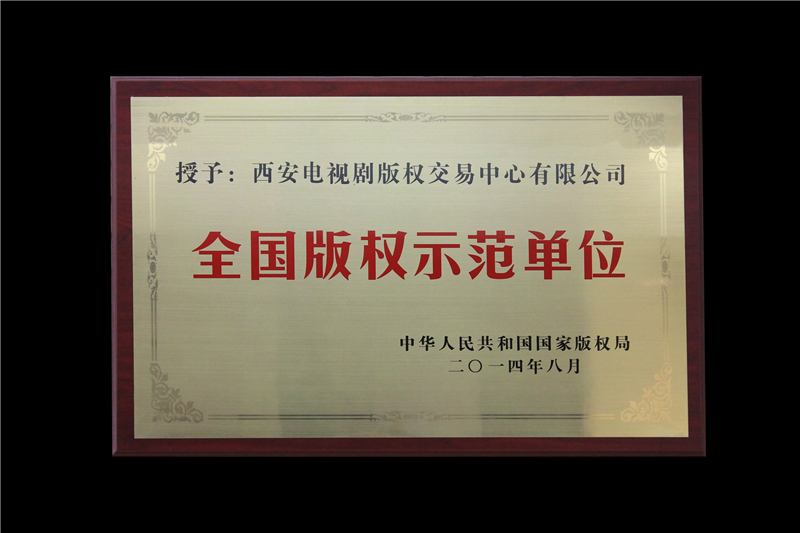 授予：西安电视剧版权交易中心有限公司
全国版权示范单位
中华人民共和国国家版权局
二〇一四年八月